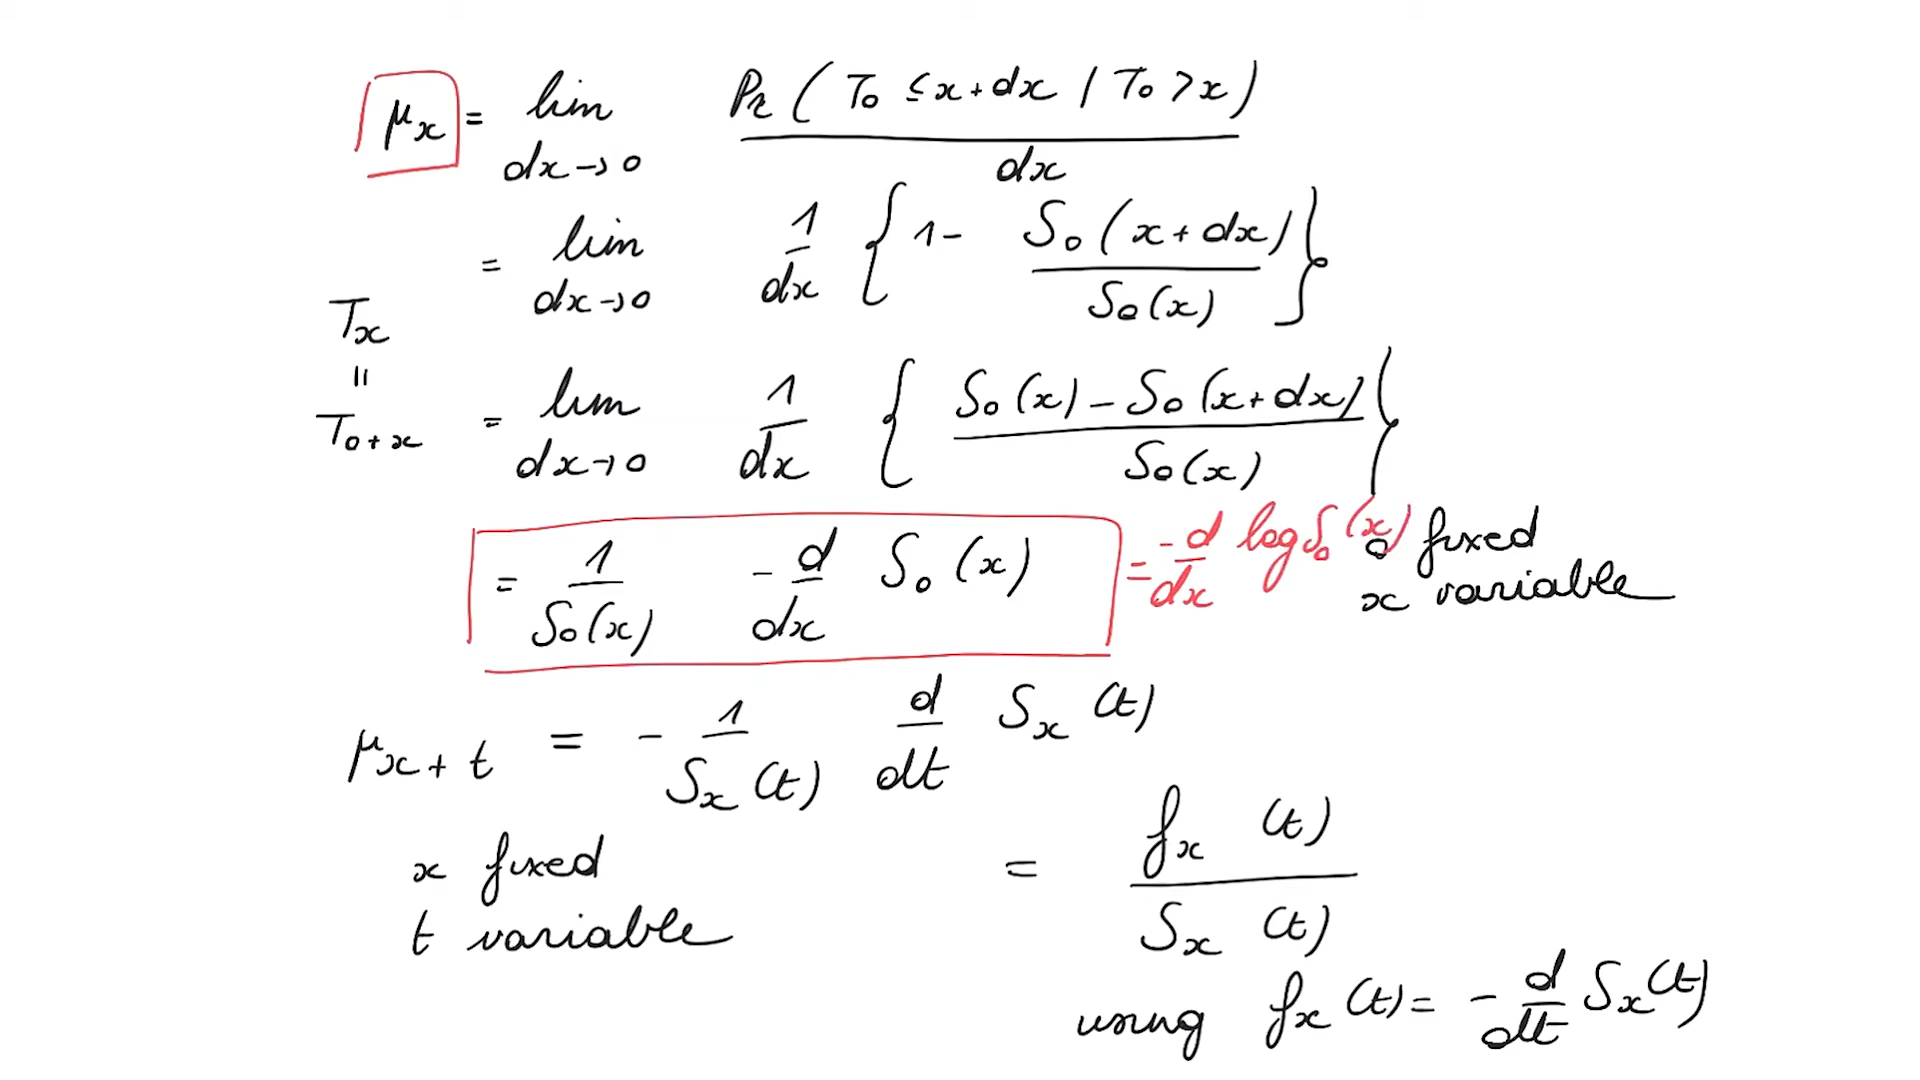 μₓ = lim dx→0 Pr ( T₀ ≤ x + dx / T₀ > x ) / dx
= lim dx→0 1/dx { 1 - S₀ (x + dx) / S₀(x) }
Tₓ
=
T₀₊ₓ
= lim dx→0 1/dx { S₀(x) - S₀(x + dx) / S₀(x) }
= 1/S₀(x) - d/dx S₀(x) = - d/dx log S₀(x)
0 fixed
x variable
μₓ₊ₜ = - 1/Sₓ(t) d/dt Sₓ(t)
x fixed
t variable
= fₓ(t) / Sₓ(t)
using fₓ(t) = - d/dt Sₓ(t)